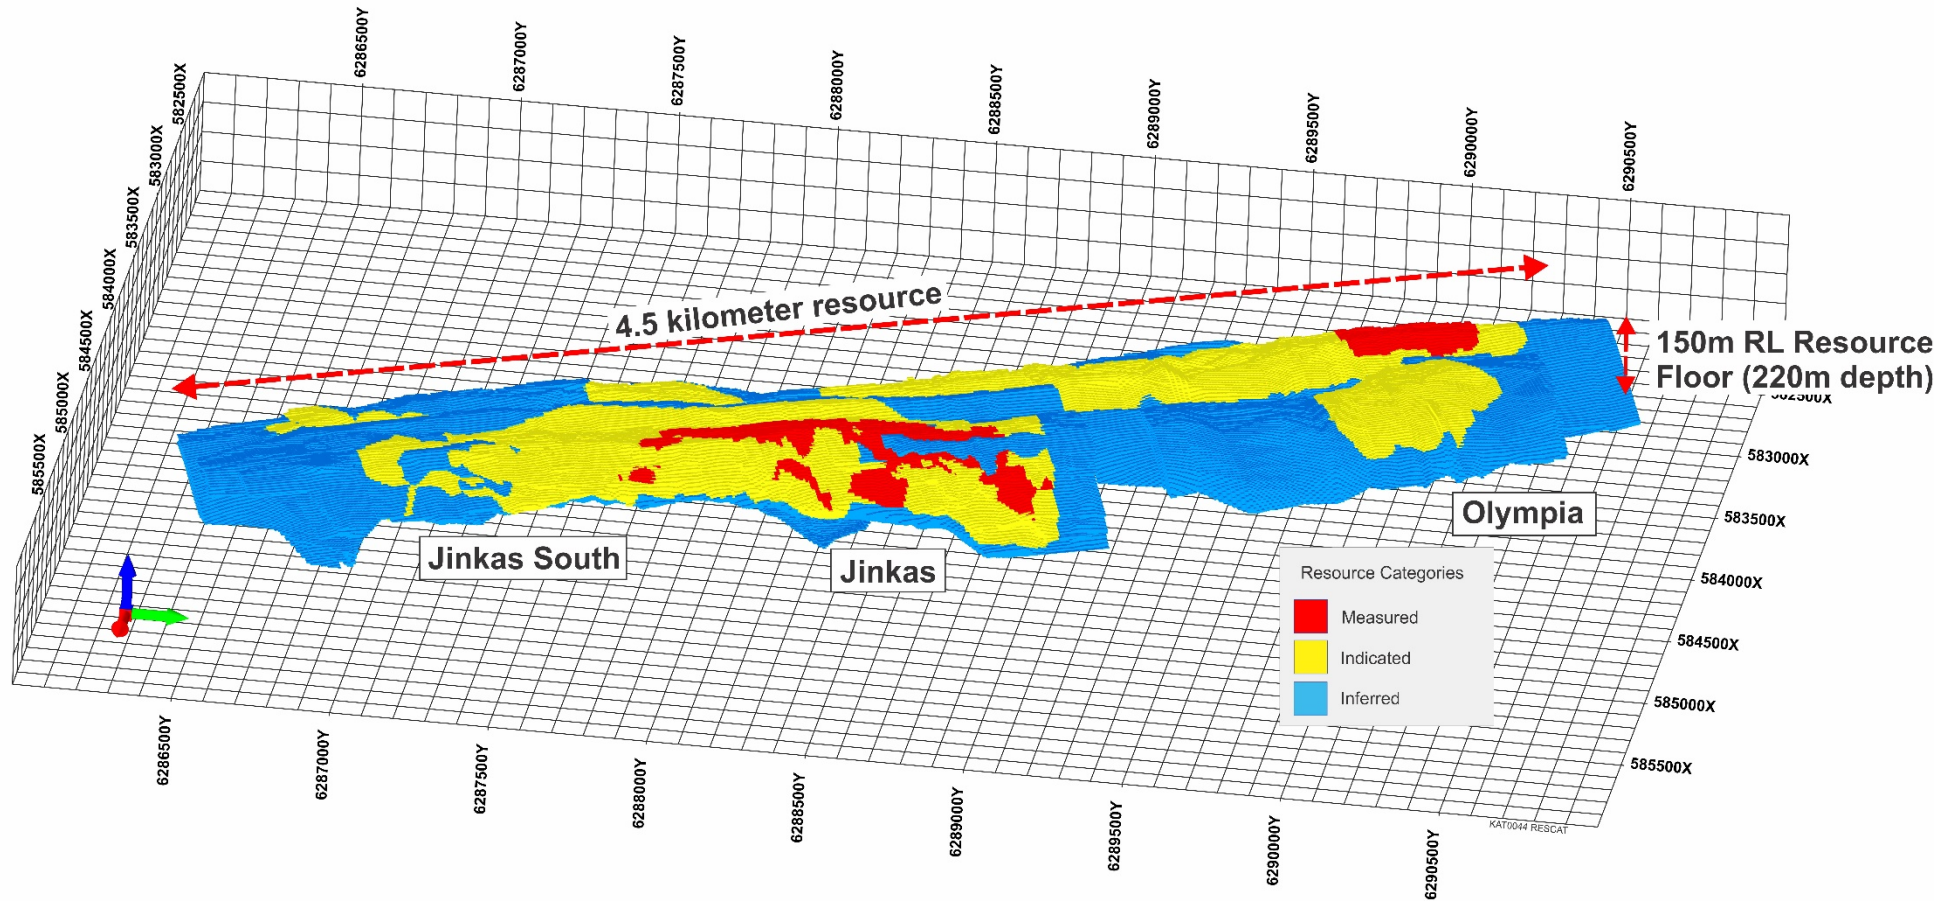 6286500Y
6287000Y
6287500Y
6288000Y
6288500Y
6289000Y
6289500Y
6290000Y
6290500Y
582500X
583000X
583500X
584000X
584500X
585000X
585500X
4.5 kilometer resource
150m RL Resource
Floor (220m depth)
582500X
583000X
583500X
584000X
584500X
585000X
585500X
Olympia
Jinkas South
Jinkas
Resource Categories
Measured
Indicated
Inferred
KAT0044 RESCAT
6286500Y
6287000Y
6287500Y
6288000Y
6288500Y
6289000Y
6289500Y
6290000Y
6290500Y